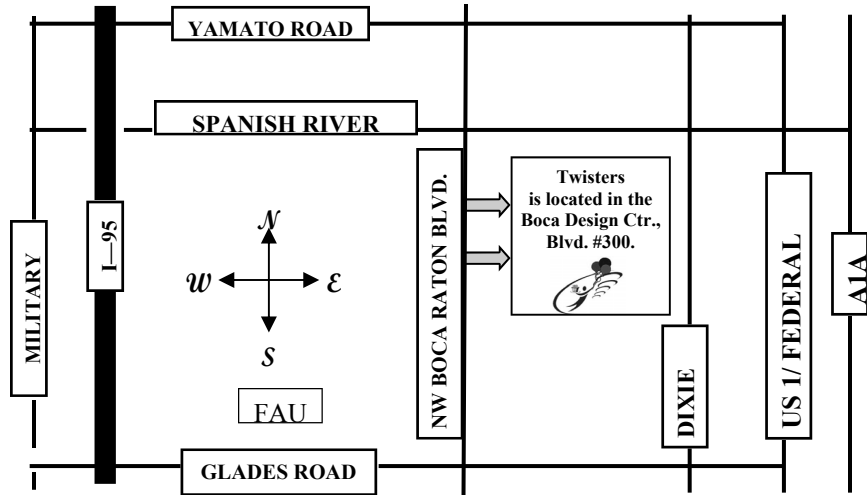 YAMATO ROAD
SPANISH RIVER
MILITARY
I—95
N
W
E
S
FAU
NW BOCA RATON BLVD.
Twisters
is located in the
Boca Design Ctr.,
Blvd. #300.
DIXIE
US 1/ FEDERAL
A1A
GLADES ROAD